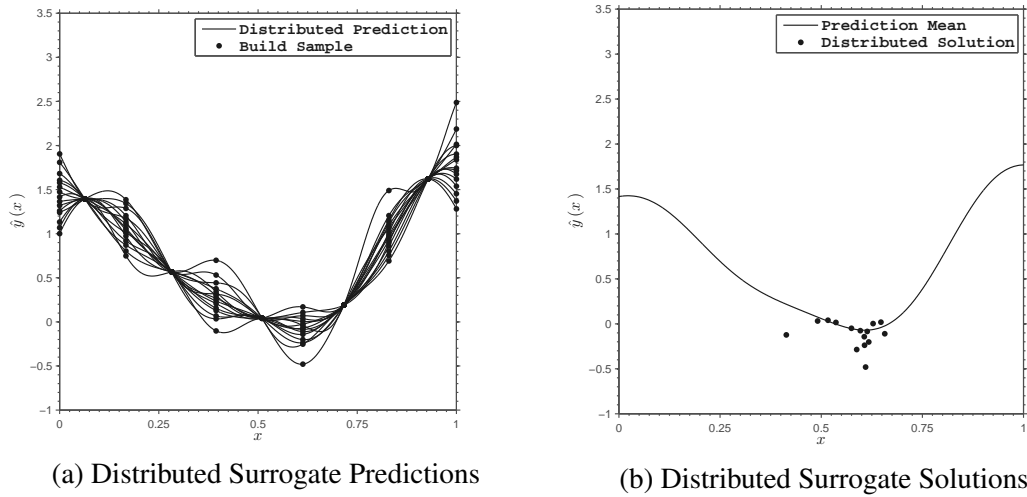 3.5
3
2.5
2
1.5
1
0.5
0
−0.5
−1
ŷ (x)
Distributed Prediction
Build Sample
0 0.25 0.5 0.75 1
x
(a) Distributed Surrogate Predictions
3.5
3
2.5
2
1.5
1
0.5
0
−0.5
−1
ŷ (x)
Prediction Mean
Distributed Solution
0 0.25 0.5 0.75 1
x
(b) Distributed Surrogate Solutions